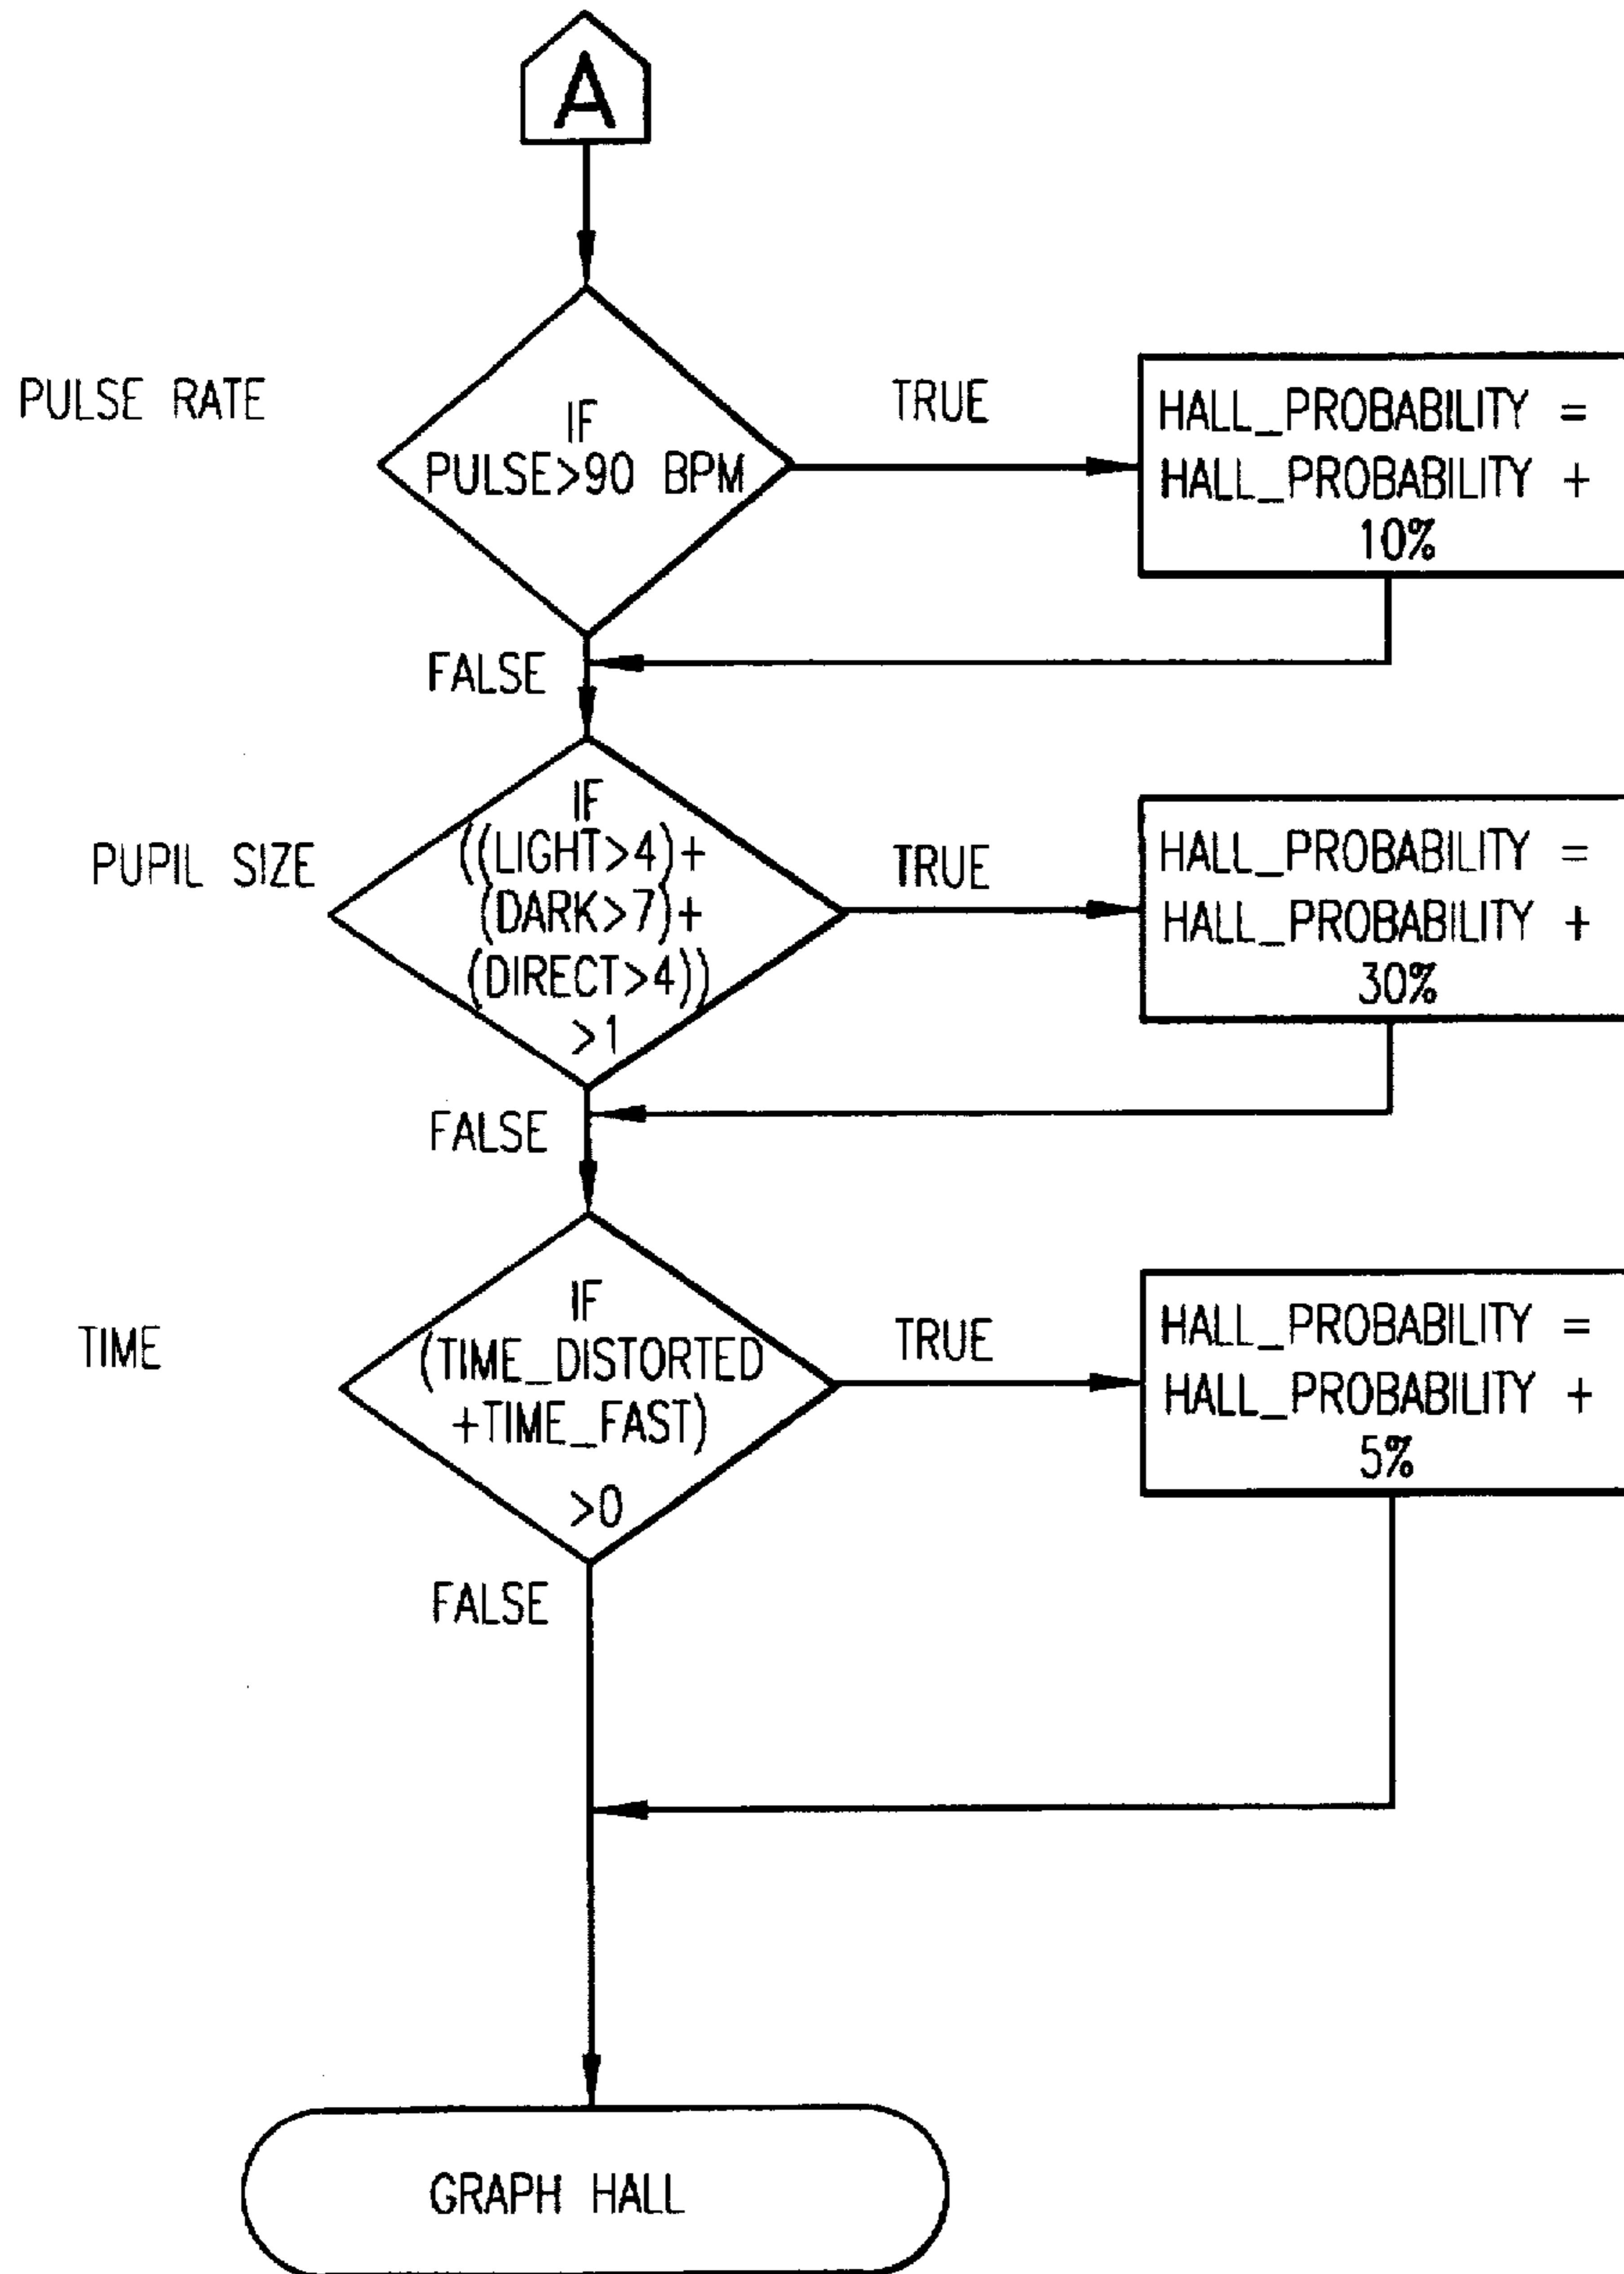 A
PULSE RATE
IF
PULSE>90 BPM
TRUE
HALL_PROBABILITY =
HALL_PROBABILITY +
10%
FALSE
PUPIL SIZE
IF
((LIGHT>4)+
(DARK>7)+
(DIRECT>4))
>1
TRUE
HALL_PROBABILITY =
HALL_PROBABILITY +
30%
FALSE
TIME
IF
(TIME_DISTORTED
+TIME_FAST)
>0
TRUE
HALL_PROBABILITY =
HALL_PROBABILITY +
5%
FALSE
GRAPH HALL